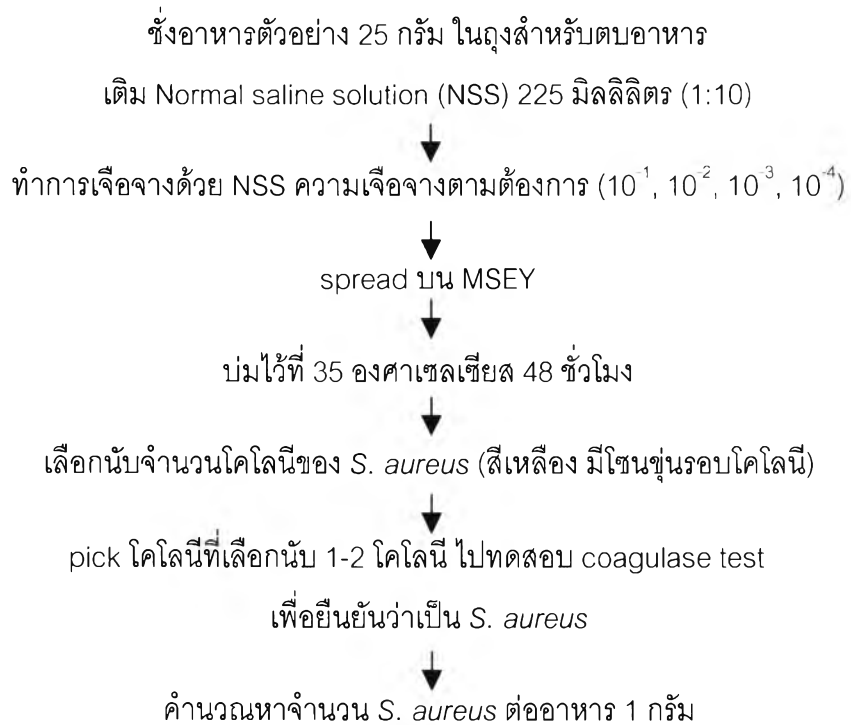 ชั่งอาหารตัวอย่าง 25 กรัม ในถุงสำหรับตบอาหาร
เติม Normal saline solution (NSS) 225 มิลลิลิตร (1:10)
ทำการเจือจางด้วย NSS ความเจือจางตามต้องการ (10⁻¹, 10⁻², 10⁻³, 10⁻⁴)
spread บน MSEY
บ่มไว้ที่ 35 องศาเซลเซียส 48 ชั่วโมง
เลือกนับจำนวนโคโลนีของ S. aureus (สีเหลือง มีโซนขุ่นรอบโคโลนี)
pick โคโลนีที่เลือกนับ 1-2 โคโลนี ไปทดสอบ coagulase test
เพื่อยืนยันว่าเป็น S. aureus
คำนวณหาจำนวน S. aureus ต่ออาหาร 1 กรัม